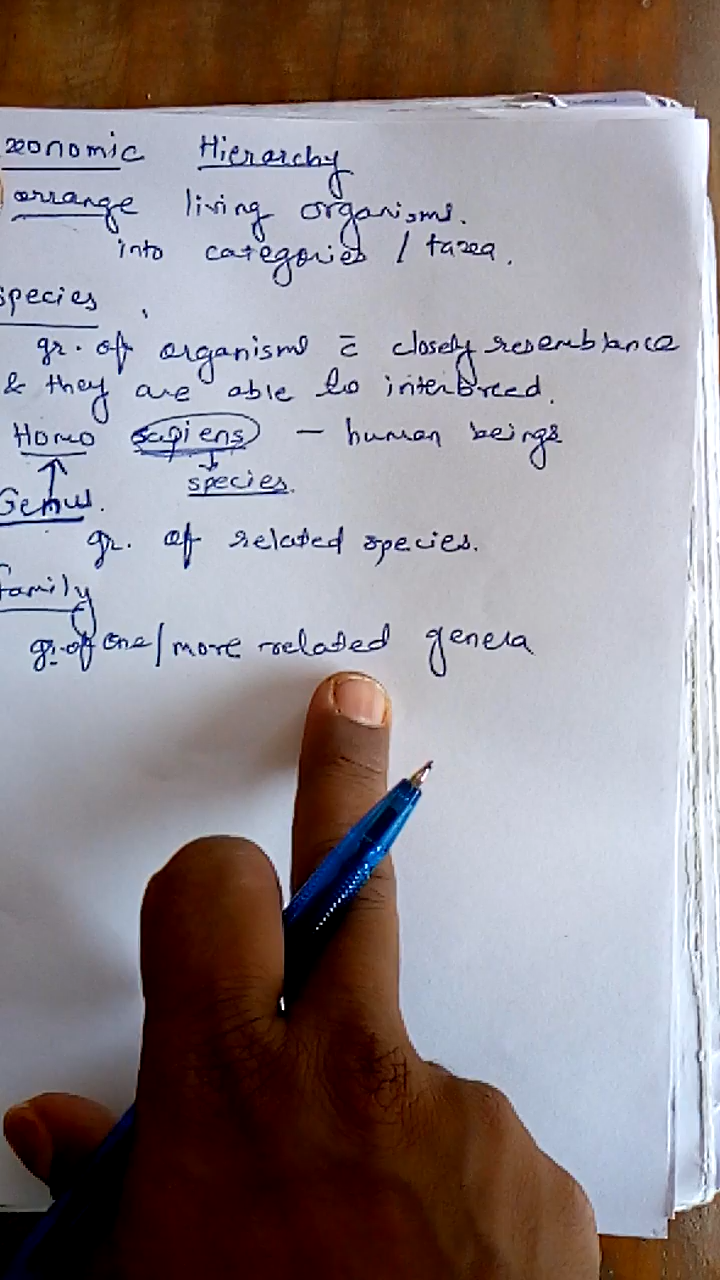 xonomic Hierarchy
arrange living organisms.
into categories / taxa.
species
gr. of organisms c̄ closely resemblance
& they are able to interbreed.
Homo sapiens – human beings
species.
Genus.
gr. of related species.
family
gr. of one/more related genera